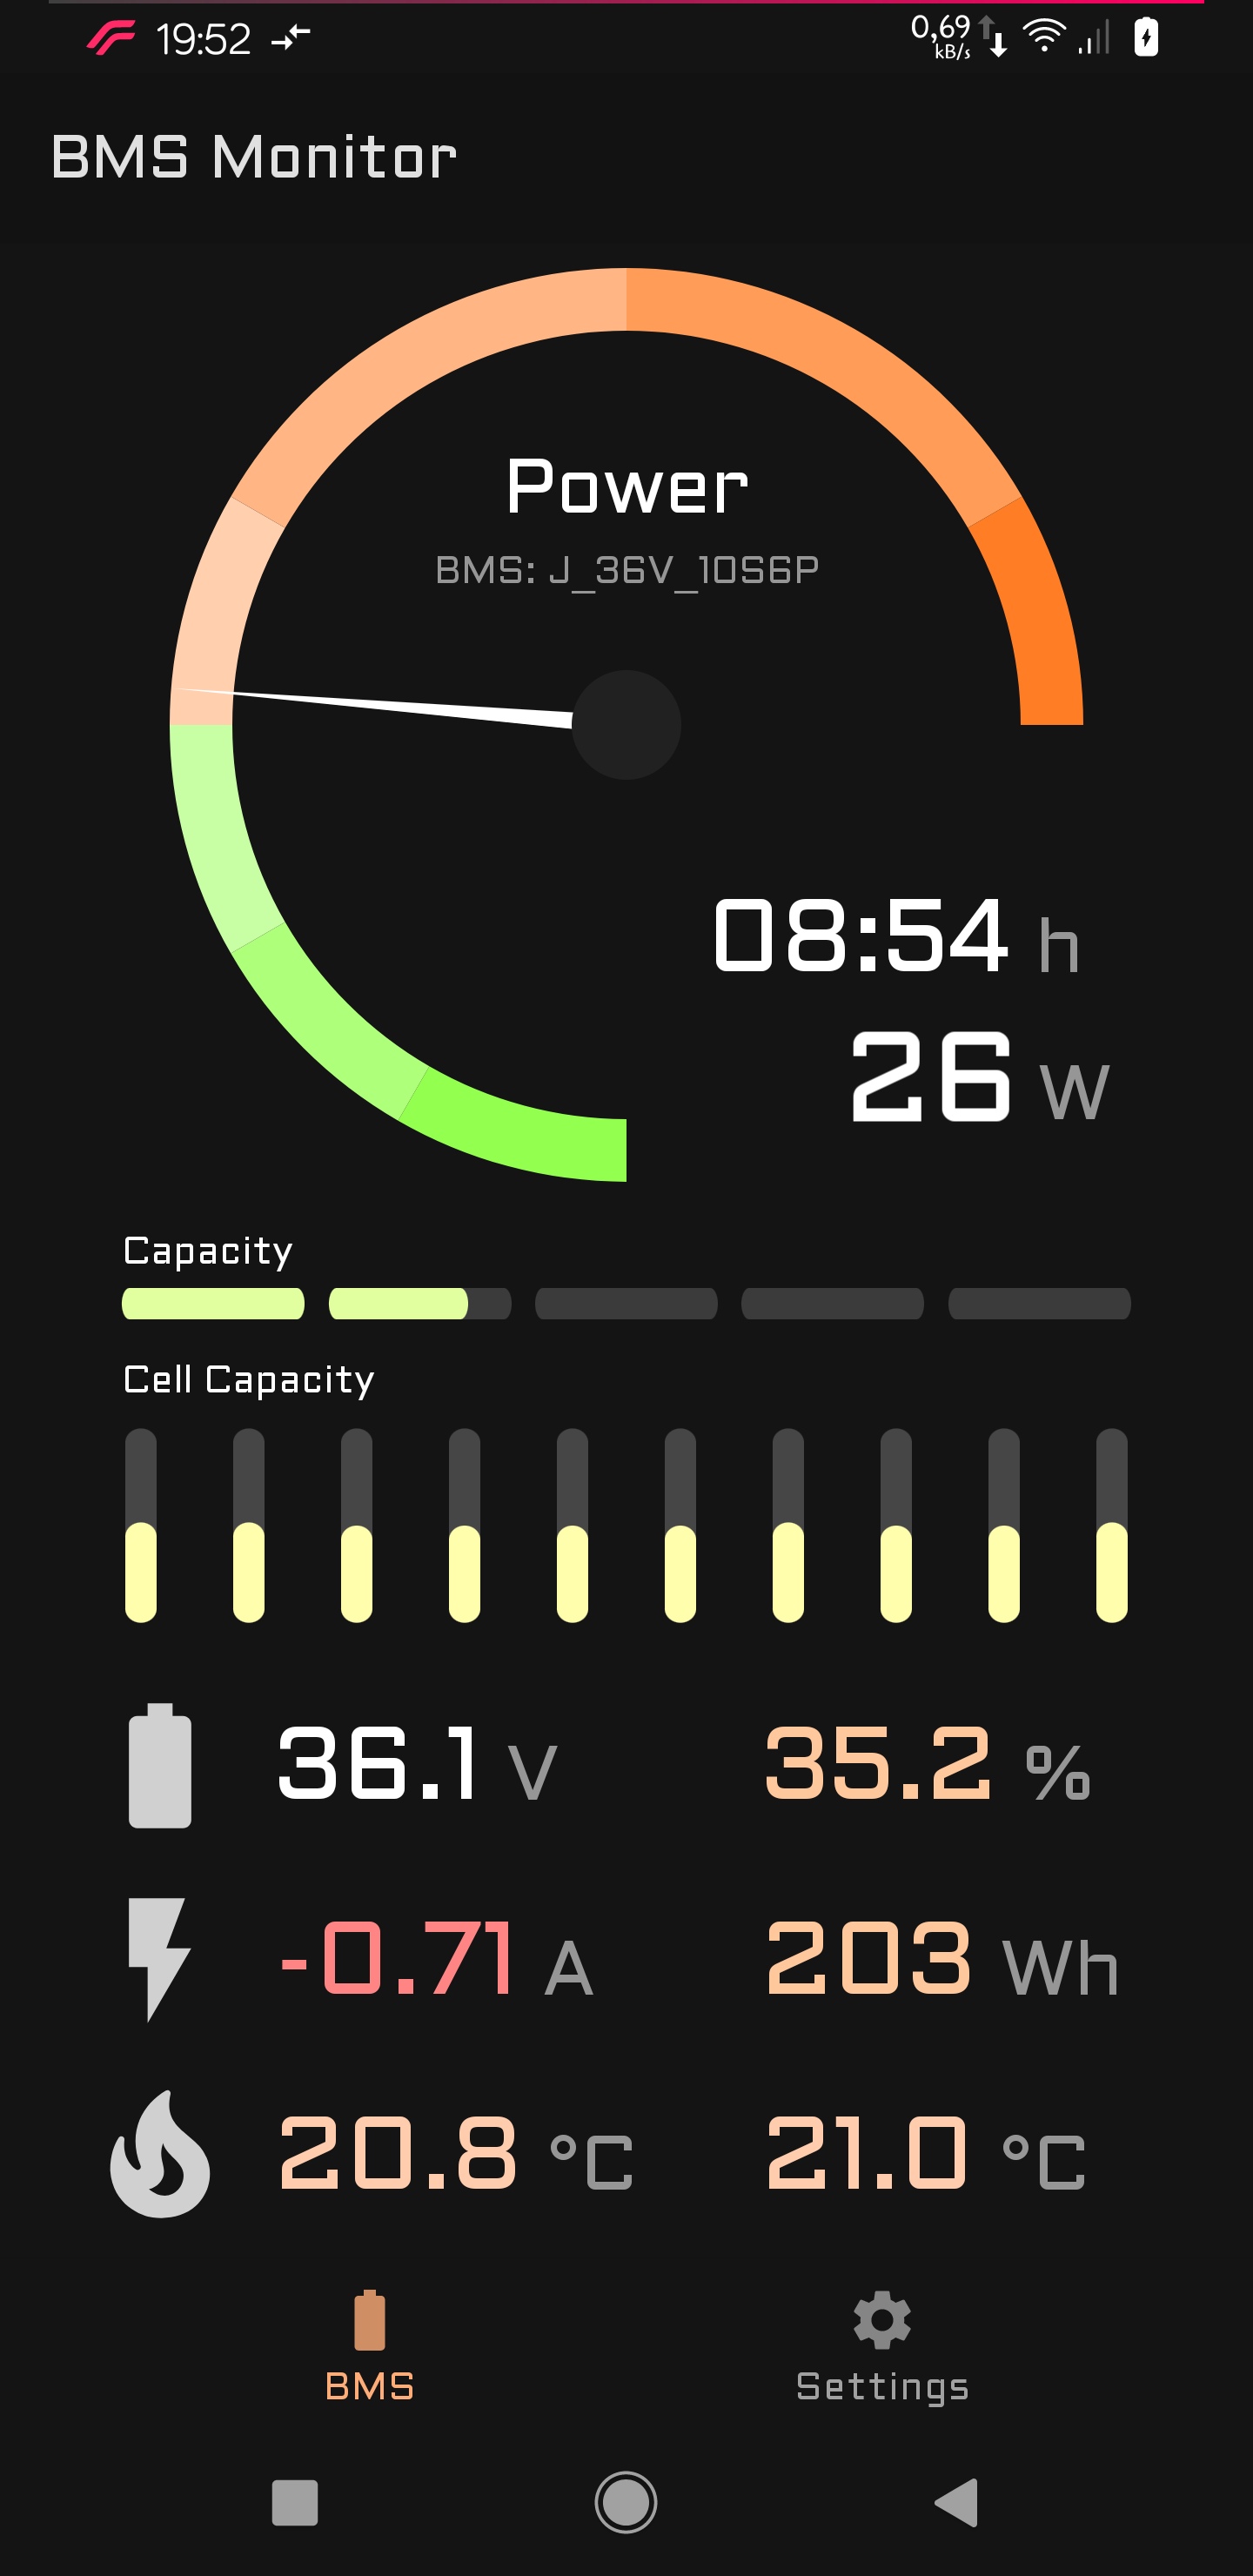 19:52 0,69 kB/s
BMS Monitor
Power
BMS: J_36V_10S6P
08:54 h
26 W
Capacity
Cell Capacity
36.1 V 35.2 %
-0.71 A 203 Wh
20.8 °C 21.0 °C
BMS Settings